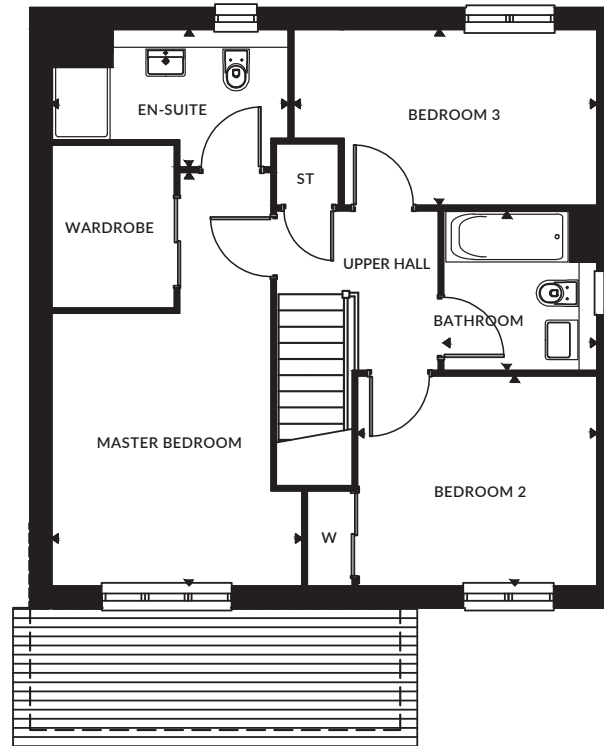 EN-SUITE
BEDROOM 3
ST
WARDROBE
UPPER HALL
BATHROOM
MASTER BEDROOM
BEDROOM 2
W